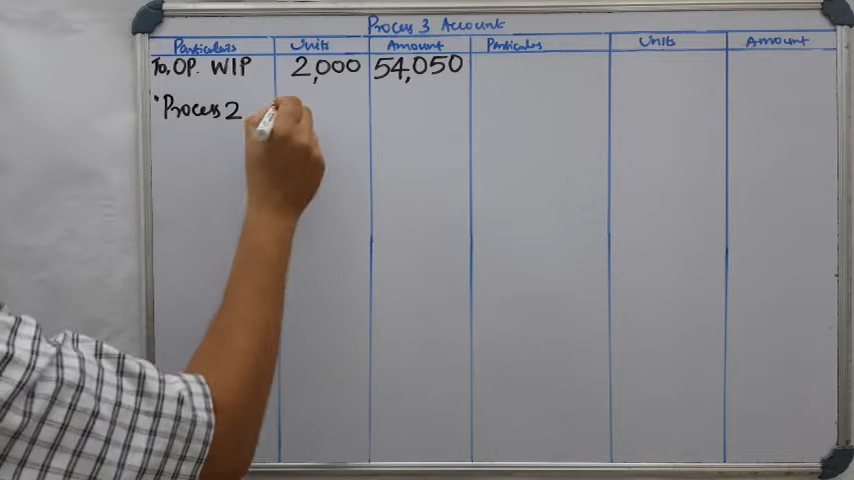 Process 3 Account
Particulars Units Amount Particulars Units Amount
To, OP. WIP 2,000 54,050
" Process 2